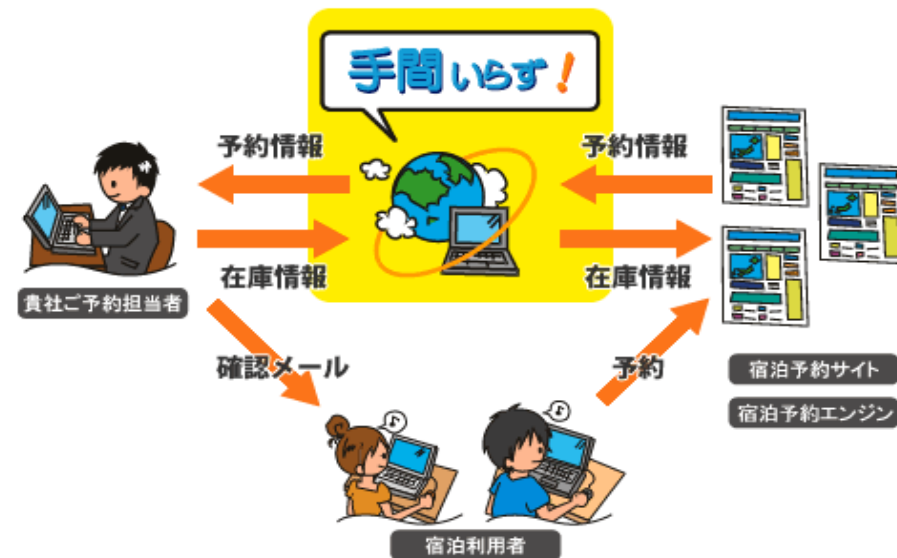 手間いらず!
予約情報
予約情報
在庫情報
在庫情報
貴社ご予約担当者
確認メール
予約
宿泊予約サイト
宿泊予約エンジン
宿泊利用者